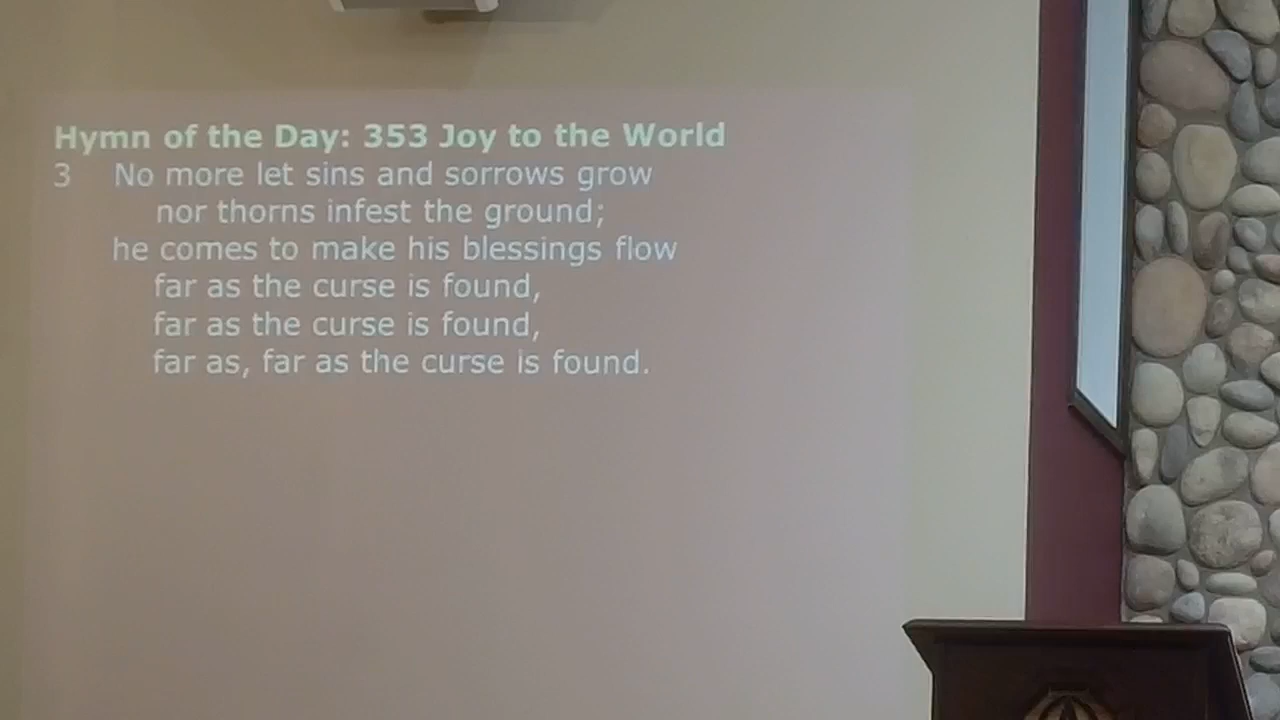 Hymn of the Day: 353 Joy to the World
3 No more let sins and sorrows grow
nor thorns infest the ground;
he comes to make his blessings flow
far as the curse is found,
far as the curse is found,
far as, far as the curse is found.